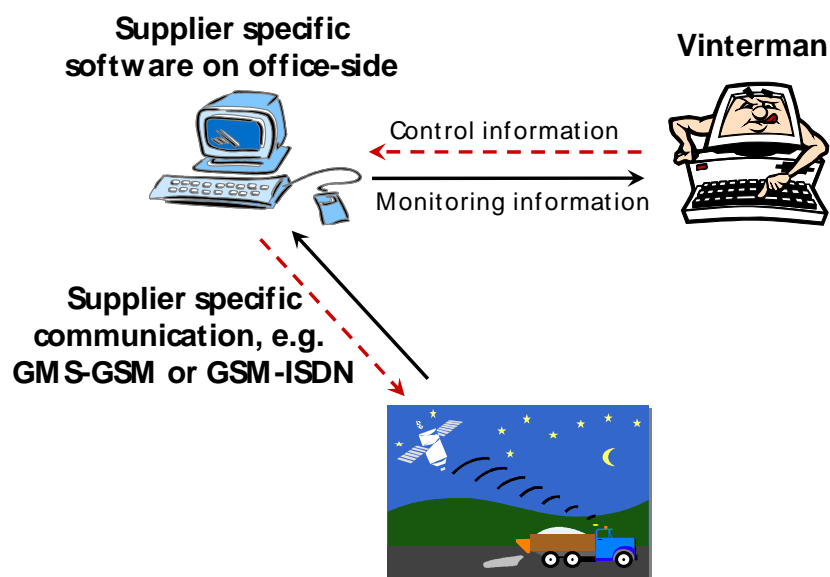 Supplier specific
software on office-side
Vinterman
Control information
Monitoring information
Supplier specific
communication, e.g.
GMS-GSM or GSM-ISDN